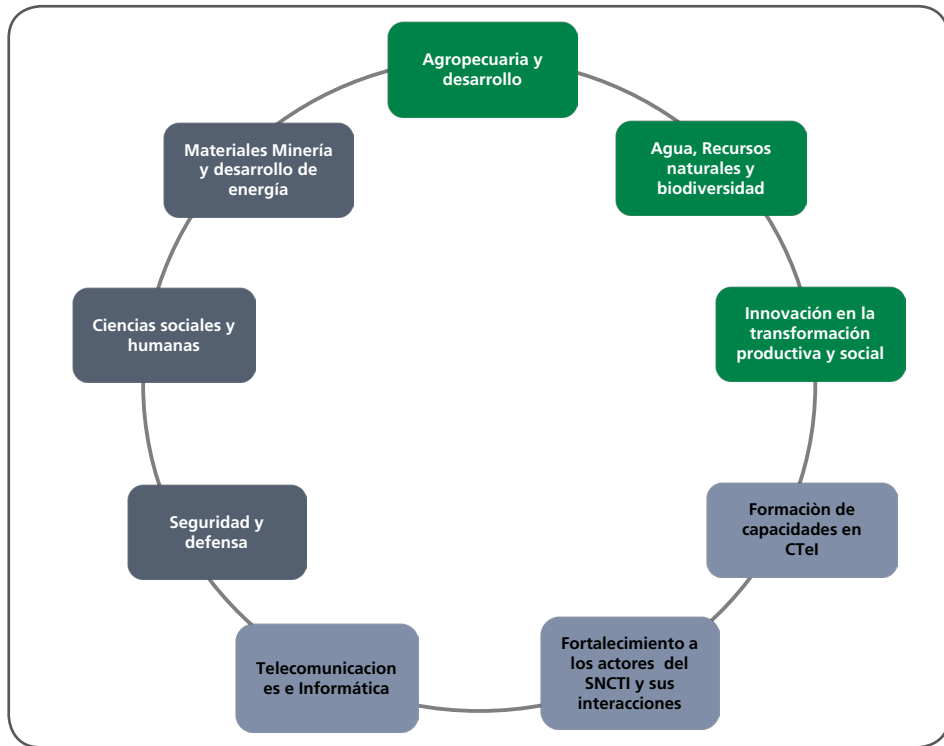 Agropecuaria y
desarrollo
Agua, Recursos
naturales y
biodiversidad
Innovación en la
transformación
productiva y social
Formaciòn de
capacidades en
CTeI
Fortalecimiento a
los actores  del
SNCTI y sus
interacciones
Telecomunicacion
es e Informática
Seguridad y
defensa
Ciencias sociales y
humanas
Materiales Minería
y desarrollo de
energía